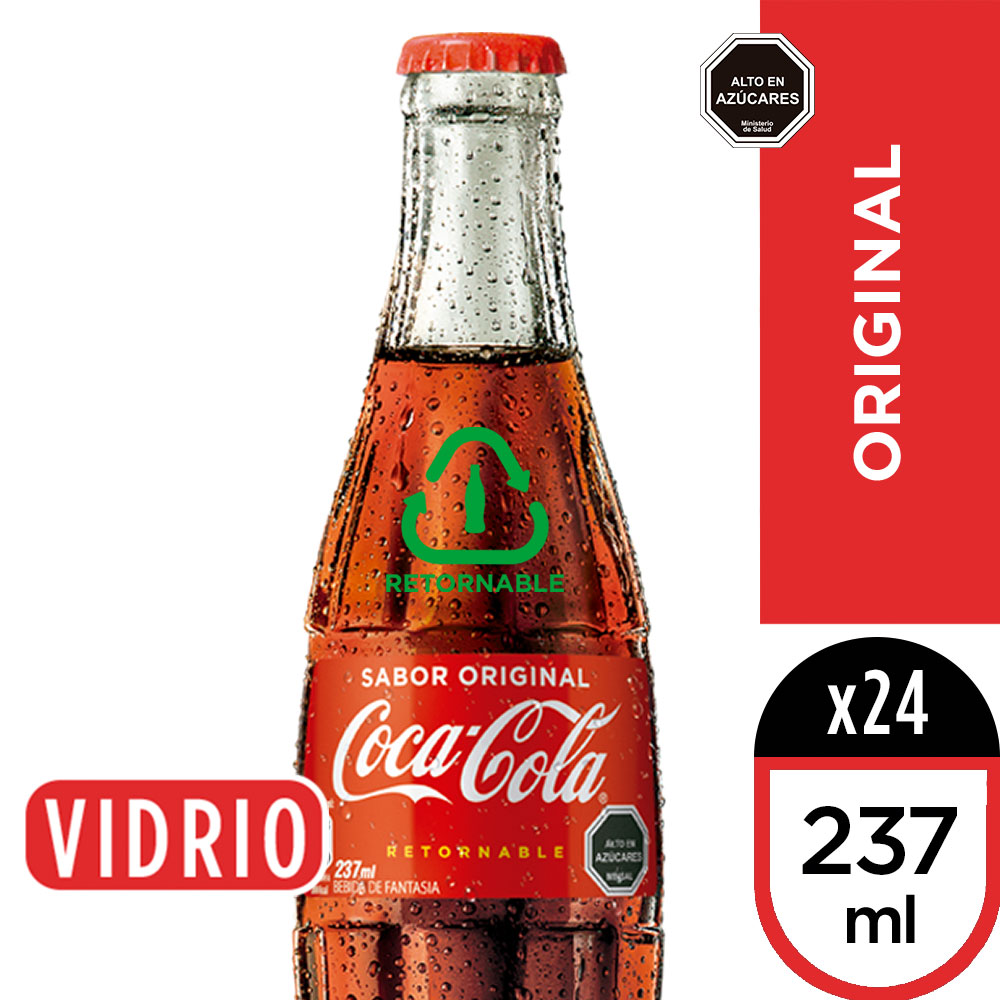 ALTO EN
AZÚCARES
Ministerio
de Salud
ORIGINAL
RETORNABLE
SABOR ORIGINAL
Coca-Cola
®
RETORNABLE
237ml
BEBIDA DE FANTASIA
ALTO EN
AZÚCARES
MINSAL
VIDRIO
x24
237
ml